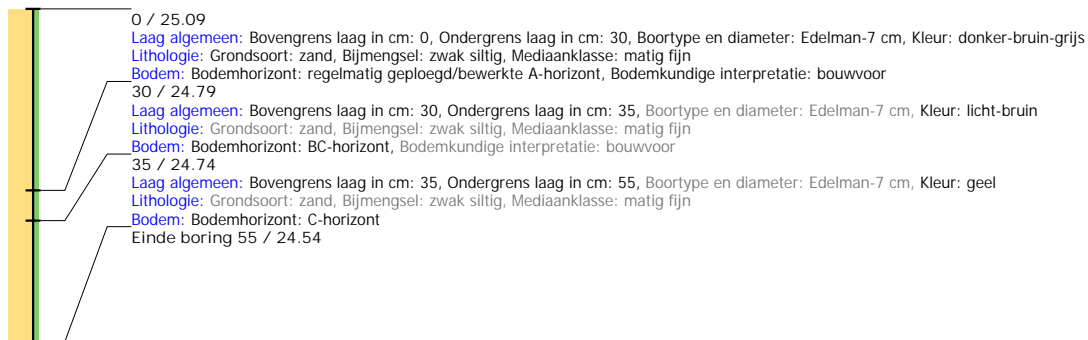 0 / 25.09
Laag algemeen: Bovengrens laag in cm: 0, Ondergrens laag in cm: 30, Boortype en diameter: Edelman-7 cm, Kleur: donker-bruin-grijs
Lithologie: Grondsoort: zand, Bijmengsel: zwak siltig, Mediaanklasse: matig fijn
Bodem: Bodemhorizont: regelmatig geploegd/bewerkte A-horizont, Bodemkundige interpretatie: bouwvoor
30 / 24.79
Laag algemeen: Bovengrens laag in cm: 30, Ondergrens laag in cm: 35, Boortype en diameter: Edelman-7 cm, Kleur: licht-bruin
Lithologie: Grondsoort: zand, Bijmengsel: zwak siltig, Mediaanklasse: matig fijn
Bodem: Bodemhorizont: BC-horizont, Bodemkundige interpretatie: bouwvoor
35 / 24.74
Laag algemeen: Bovengrens laag in cm: 35, Ondergrens laag in cm: 55, Boortype en diameter: Edelman-7 cm, Kleur: geel
Lithologie: Grondsoort: zand, Bijmengsel: zwak siltig, Mediaanklasse: matig fijn
Bodem: Bodemhorizont: C-horizont
Einde boring 55 / 24.54